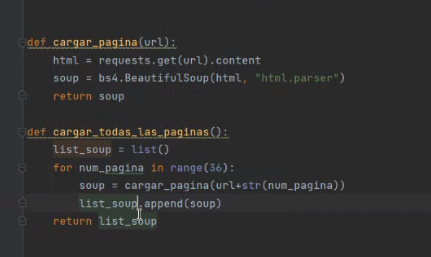 def cargar_pagina(url):
    html = requests.get(url).content
    soup = bs4.BeautifulSoup(html, "html.parser")
    return soup
def cargar_todas_las_paginas():
    list_soup = list()
    for num_pagina in range(36):
        soup = cargar_pagina(url+str(num_pagina))
        list_soup.append(soup)
    return list_soup